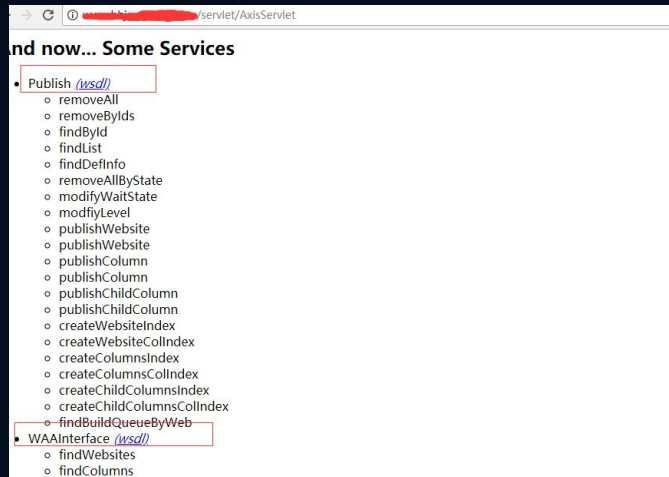 /servlet/AxisServlet
And now... Some Services
Publish (wsdl)
removeAll
removeByIds
findById
findList
findDefInfo
removeAllByState
modifyWaitState
modfiyLevel
publishWebsite
publishWebsite
publishColumn
publishColumn
publishChildColumn
publishChildColumn
createWebsiteIndex
createWebsiteColIndex
createColumnsIndex
createColumnsColIndex
createChildColumnsIndex
createChildColumnsColIndex
findBuildQueueByWeb
WAAInterface (wsdl)
findWebsites
findColumns